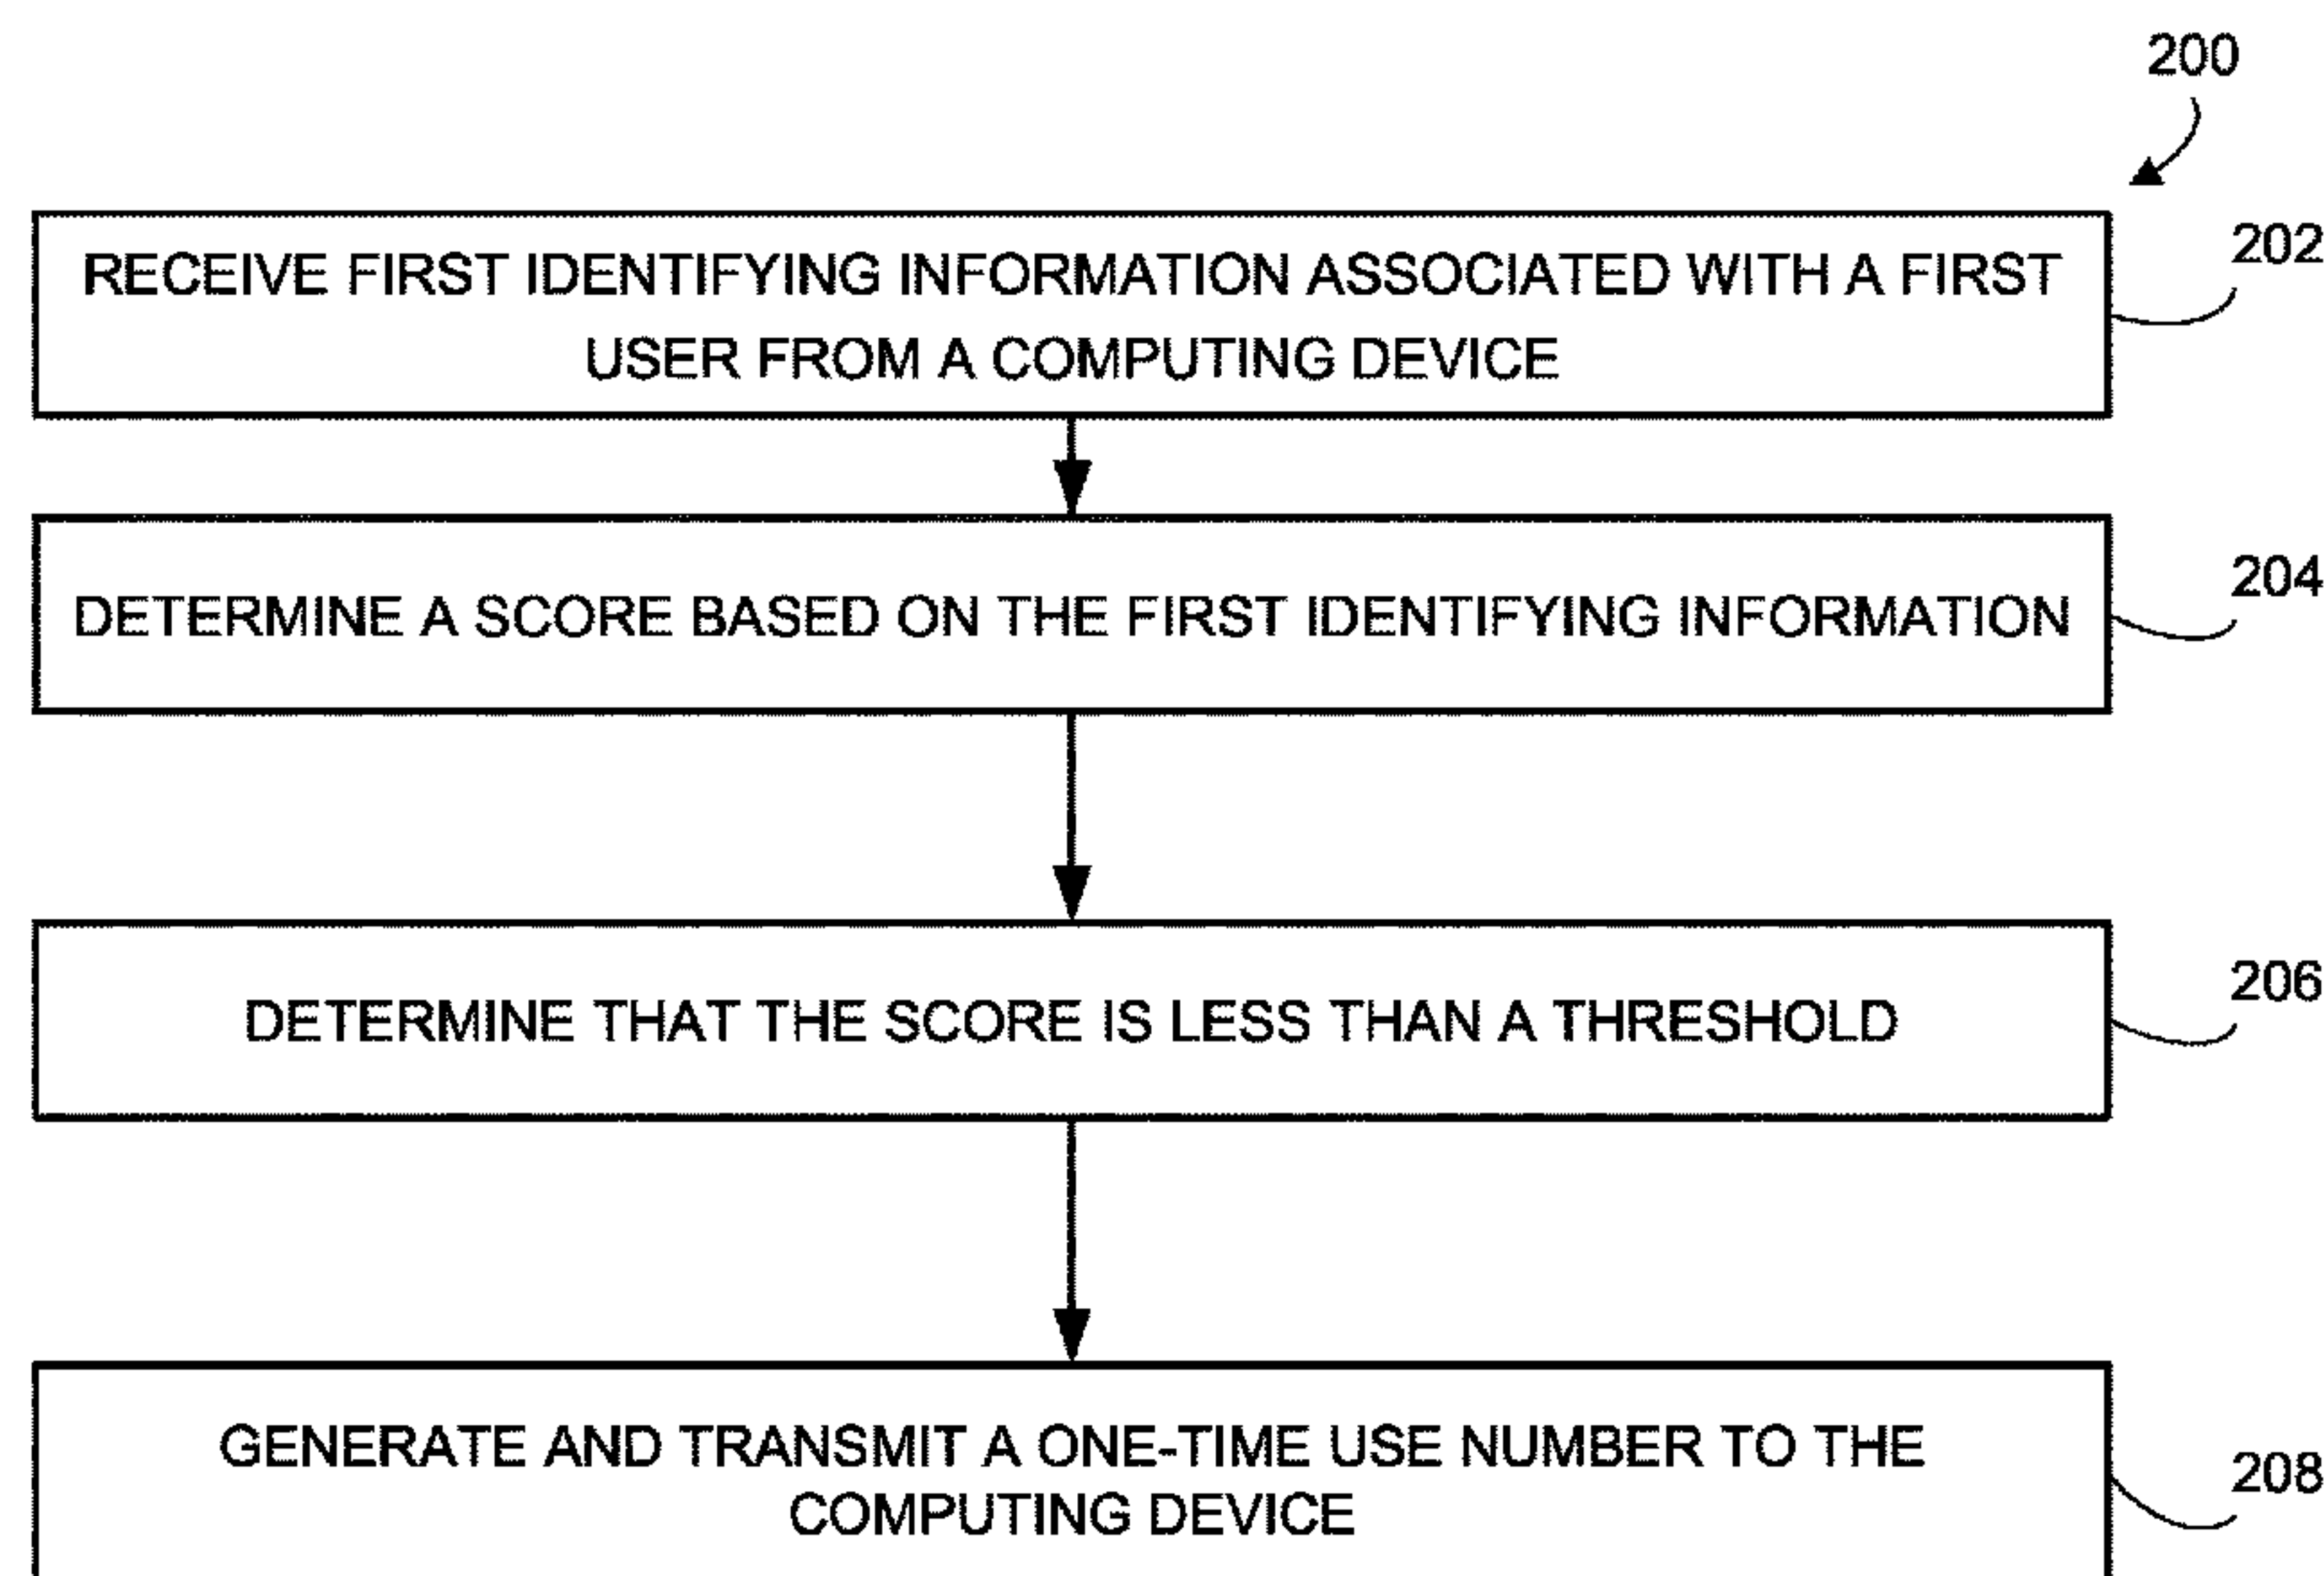 200
RECEIVE FIRST IDENTIFYING INFORMATION ASSOCIATED WITH A FIRST
USER FROM A COMPUTING DEVICE
202
DETERMINE A SCORE BASED ON THE FIRST IDENTIFYING INFORMATION
204
DETERMINE THAT THE SCORE IS LESS THAN A THRESHOLD
206
GENERATE AND TRANSMIT A ONE-TIME USE NUMBER TO THE
COMPUTING DEVICE
208